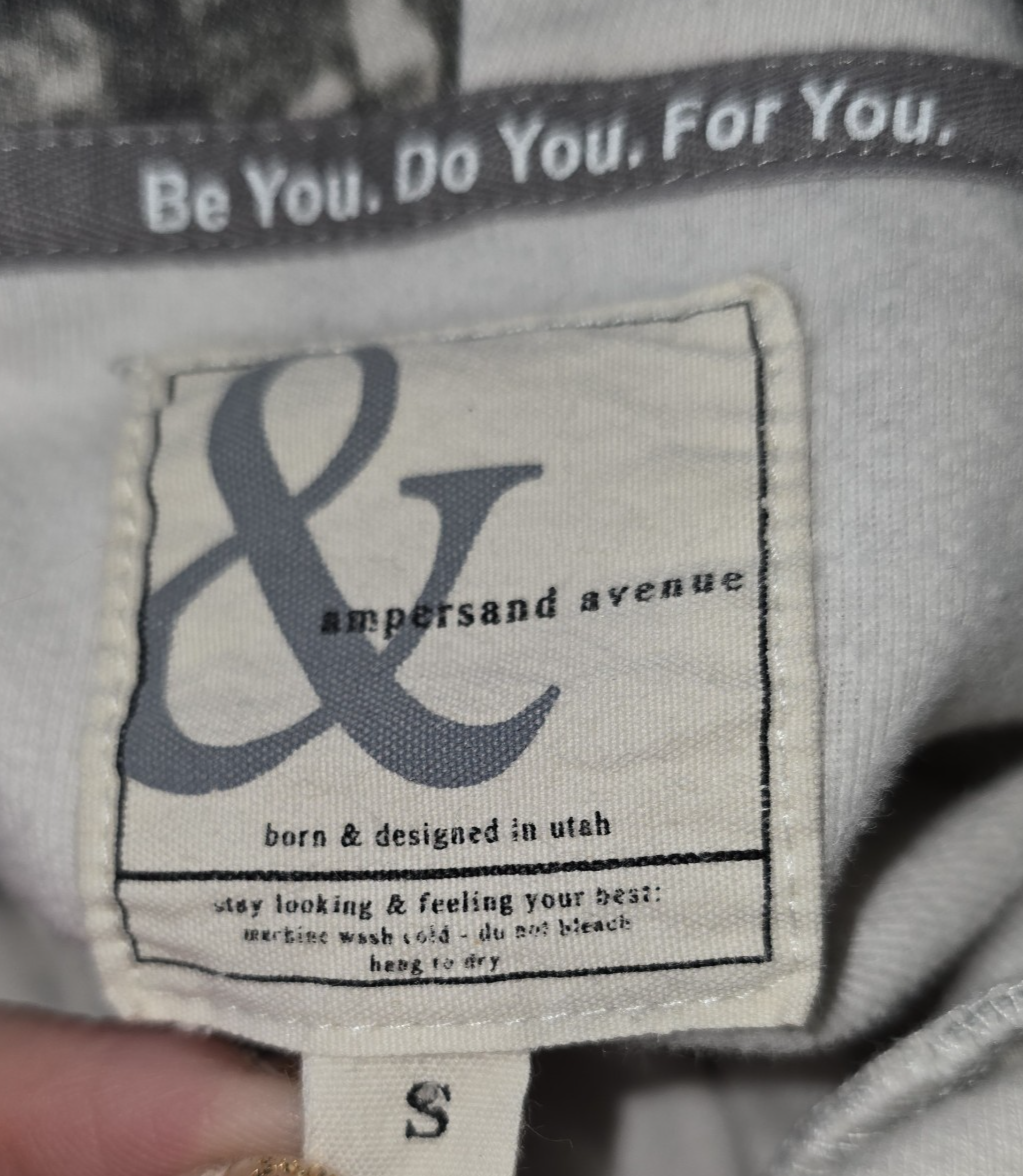 Be You. Do You. For You.
&
ampersand avenue
born & designed in utah
stay looking & feeling your best:
machine wash cold - do not bleach
hang to dry
S